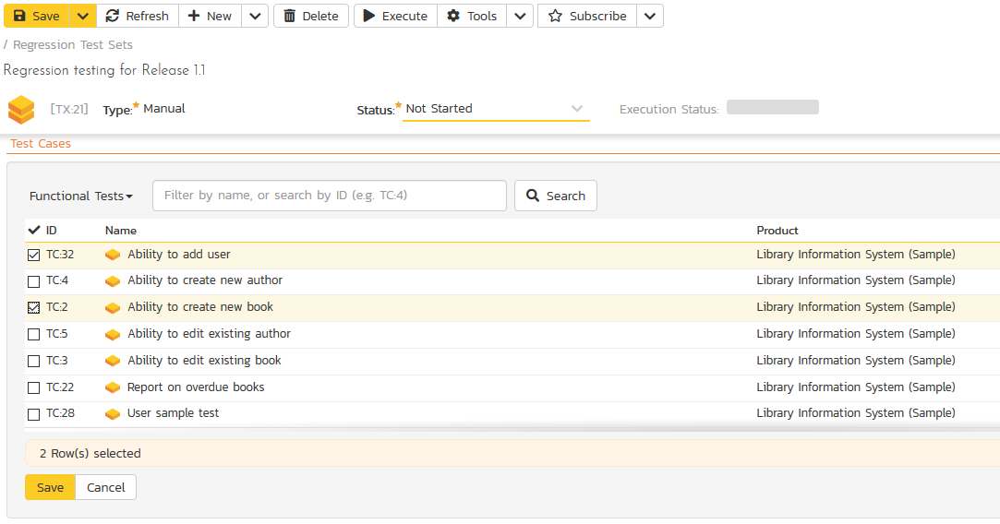 Save Refresh New Delete Execute Tools Subscribe
/ Regression Test Sets
Regression testing for Release 1.1
[TX:21] Type:* Manual Status:* Not Started Execution Status:
Test Cases
Functional Tests Filter by name, or search by ID (e.g. TC:4) Search
ID Name Product
TC:32 Ability to add user Library Information System (Sample)
TC:4 Ability to create new author Library Information System (Sample)
TC:2 Ability to create new book Library Information System (Sample)
TC:5 Ability to edit existing author Library Information System (Sample)
TC:3 Ability to edit existing book Library Information System (Sample)
TC:22 Report on overdue books Library Information System (Sample)
TC:28 User sample test Library Information System (Sample)
2 Row(s) selected
Save Cancel